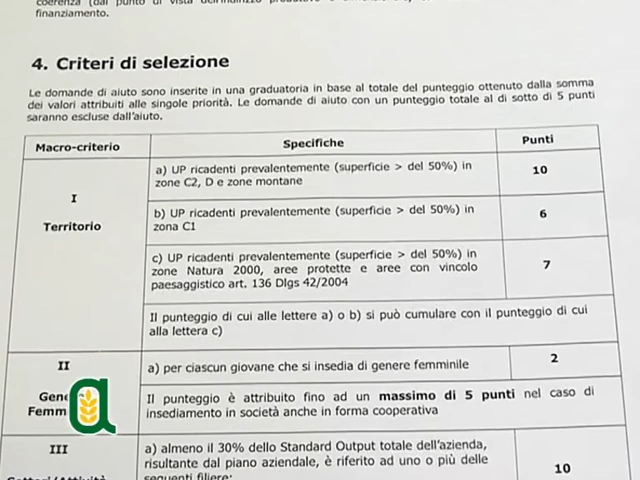 coerenza (dal punto di vista dell'indirizzo produttivo
finanziamento.
4. Criteri di selezione
Le domande di aiuto sono inserite in una graduatoria in base al totale del punteggio ottenuto dalla somma
dei valori attribuiti alle singole priorità. Le domande di aiuto con un punteggio totale al di sotto di 5 punti
saranno escluse dall'aiuto.
Macro-criterio Specifiche Punti
I
Territorio
a) UP ricadenti prevalentemente (superficie > del 50%) in
zone C2, D e zone montane
10
b) UP ricadenti prevalentemente (superficie > del 50%) in
zona C1
6
c) UP ricadenti prevalentemente (superficie > del 50%) in
zone Natura 2000, aree protette e aree con vincolo
paesaggistico art. 136 Dlgs 42/2004
7
Il punteggio di cui alle lettere a) o b) si può cumulare con il punteggio di cui
alla lettera c)
II
a) per ciascun giovane che si insedia di genere femminile
2
Il punteggio è attribuito fino ad un massimo di 5 punti nel caso di
insediamento in società anche in forma cooperativa
III
a) almeno il 30% dello Standard Output totale dell'azienda,
risultante dal piano aziendale, è riferito ad uno o più delle
seguenti filiere:
10